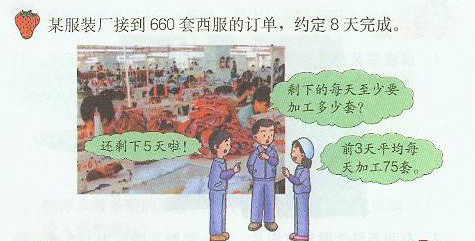 某服装厂接到660套西服的订单，约定8天完成。
剩下的每天至少要
加工多少套？
还剩下5天啦！
前3天平均每
天加工75套。